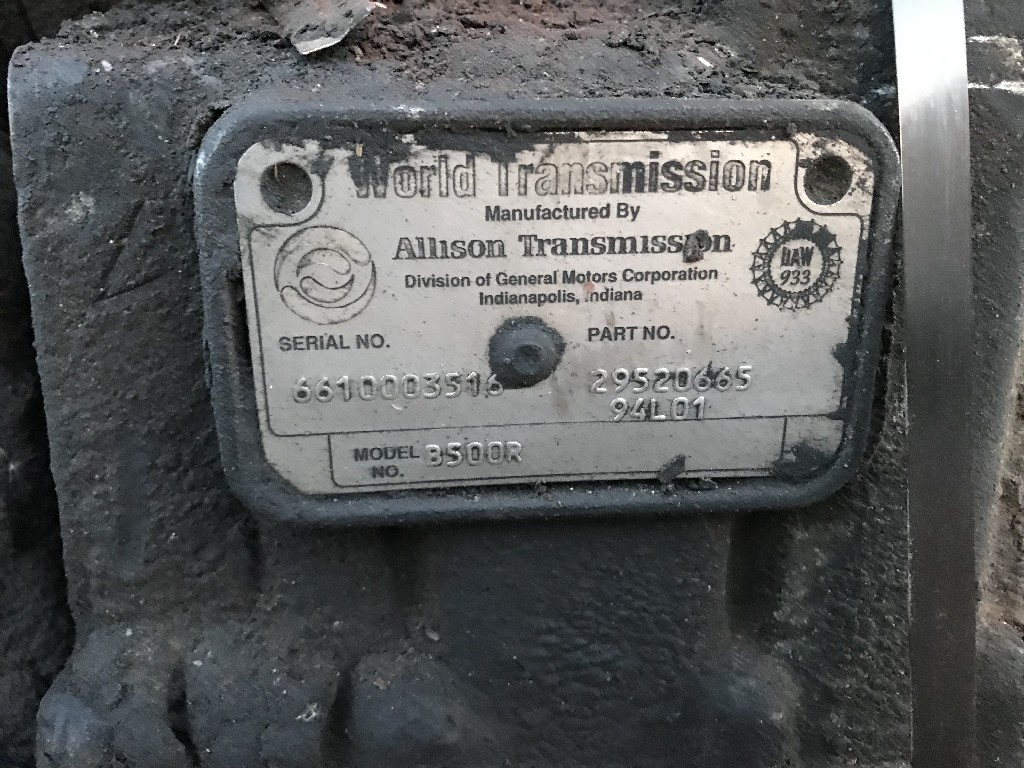 World Transmission
Manufactured By
Allison Transmission
Division of General Motors Corporation
Indianapolis, Indiana
UAW
933
SERIAL NO.
PART NO.
6610003516
29520665
94L01
MODEL NO.
B500R